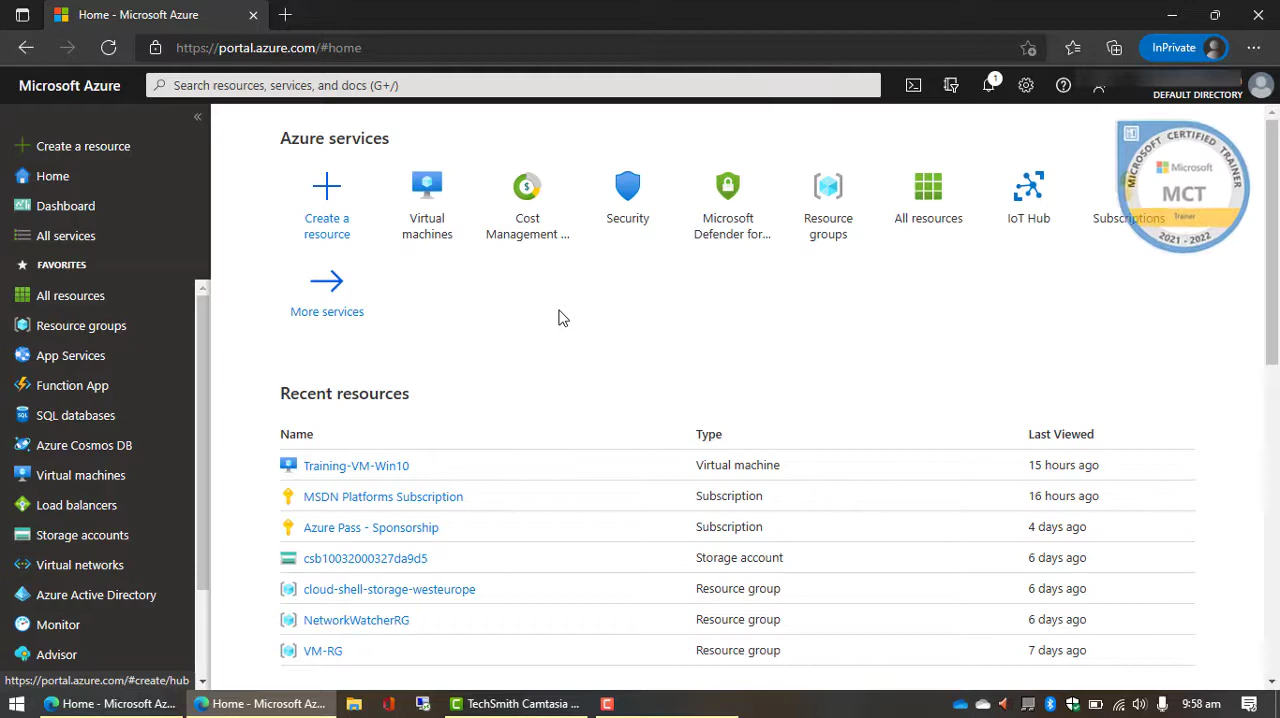 Home - Microsoft Azure
https://portal.azure.com/#home
InPrivate
Microsoft Azure
Search resources, services, and docs (G+/)
1
DEFAULT DIRECTORY
Create a resource
Home
Dashboard
All services
FAVORITES
All resources
Resource groups
App Services
Function App
SQL databases
Azure Cosmos DB
Virtual machines
Load balancers
Storage accounts
Virtual networks
Azure Active Directory
Monitor
Advisor
https://portal.azure.com/#create/hub
Azure services
Create a
resource
Virtual
machines
Cost
Management ...
Security
Microsoft
Defender for...
Resource
groups
All resources
IoT Hub
Subscriptions
MICROSOFT CERTIFIED TRAINER
Microsoft
MCT
Trainer
2021 - 2022
More services
Recent resources
Name Type Last Viewed
Training-VM-Win10 Virtual machine 15 hours ago
MSDN Platforms Subscription Subscription 16 hours ago
Azure Pass - Sponsorship Subscription 4 days ago
csb10032000327da9d5 Storage account 6 days ago
cloud-shell-storage-westeurope Resource group 6 days ago
NetworkWatcherRG Resource group 6 days ago
VM-RG Resource group 7 days ago
Home - Microsoft Az...
Home - Microsoft Az...
TechSmith Camtasia ...
9:58 am